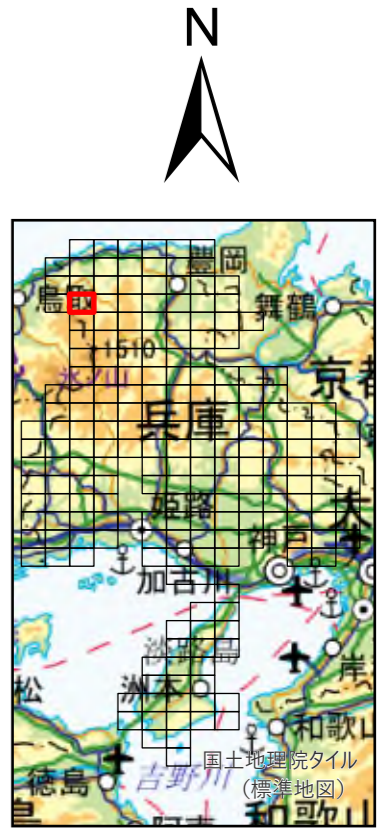 N
豊岡
鳥取
舞鶴
1510
氷ノ山
京都
兵庫
姫路
神戸
大
加古川
淡路島
岸
松
洲本
和歌山
国土地理院タイル
徳島
吉野川
(標準地図)
島
和歌山